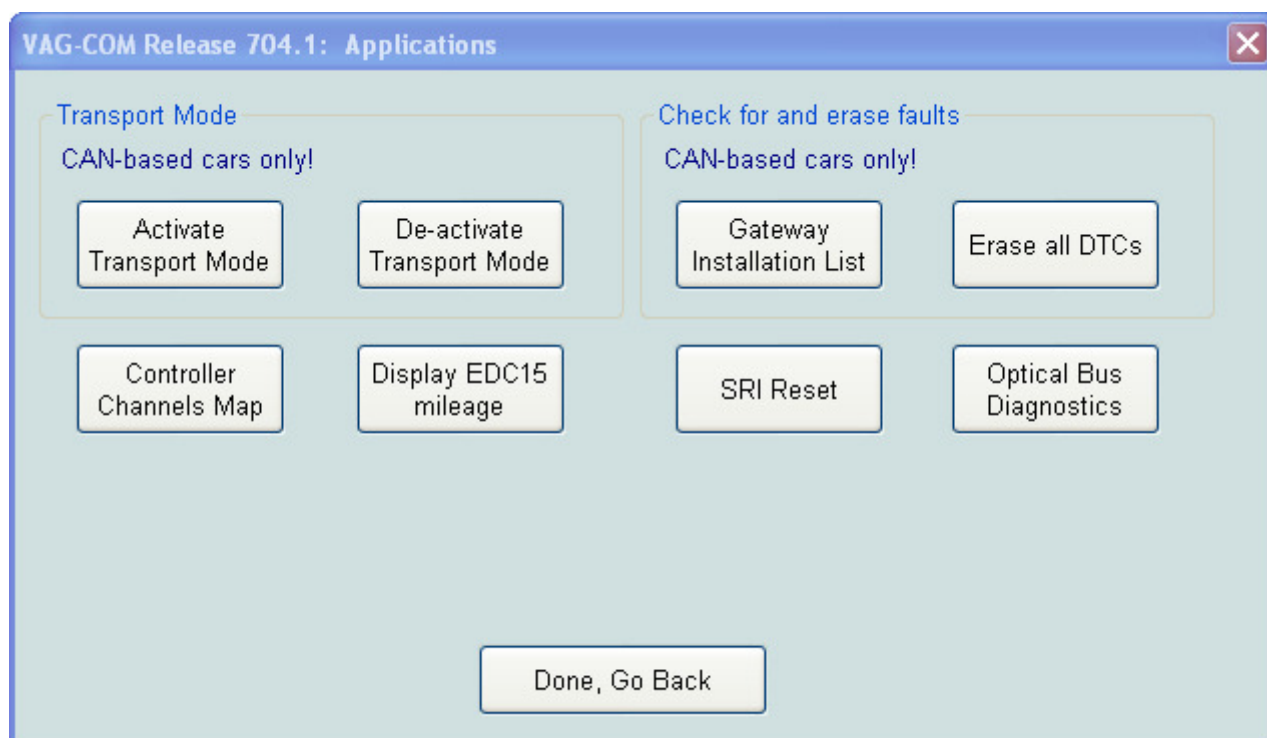 VAG-COM Release 704.1: Applications
Transport Mode
CAN-based cars only!
Activate
Transport Mode
De-activate
Transport Mode
Check for and erase faults
CAN-based cars only!
Gateway
Installation List
Erase all DTCs
Controller
Channels Map
Display EDC15
mileage
SRI Reset
Optical Bus
Diagnostics
Done, Go Back